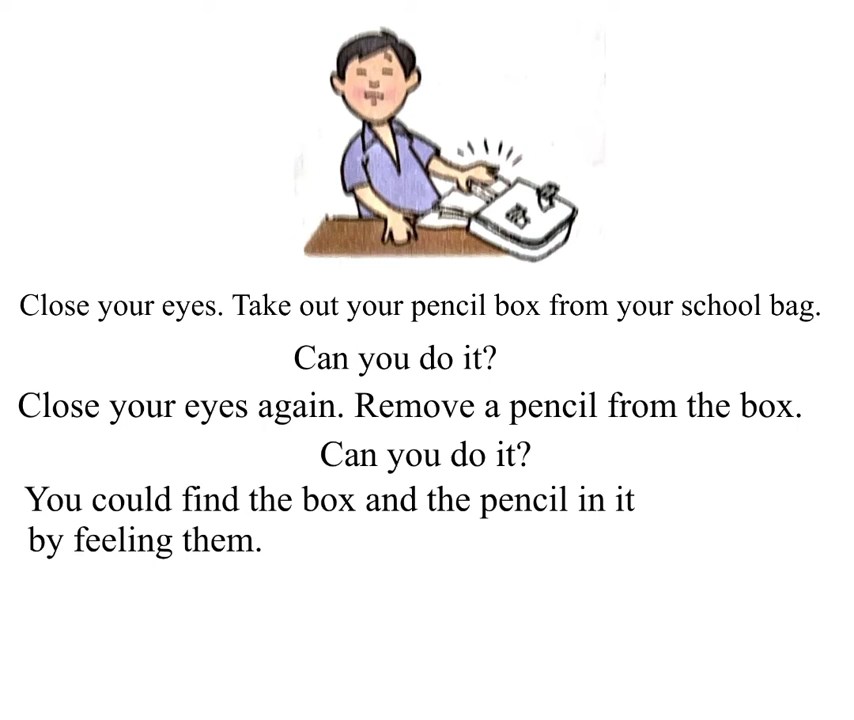 Close your eyes. Take out your pencil box from your school bag.
Can you do it?
Close your eyes again. Remove a pencil from the box.
Can you do it?
You could find the box and the pencil in it
by feeling them.